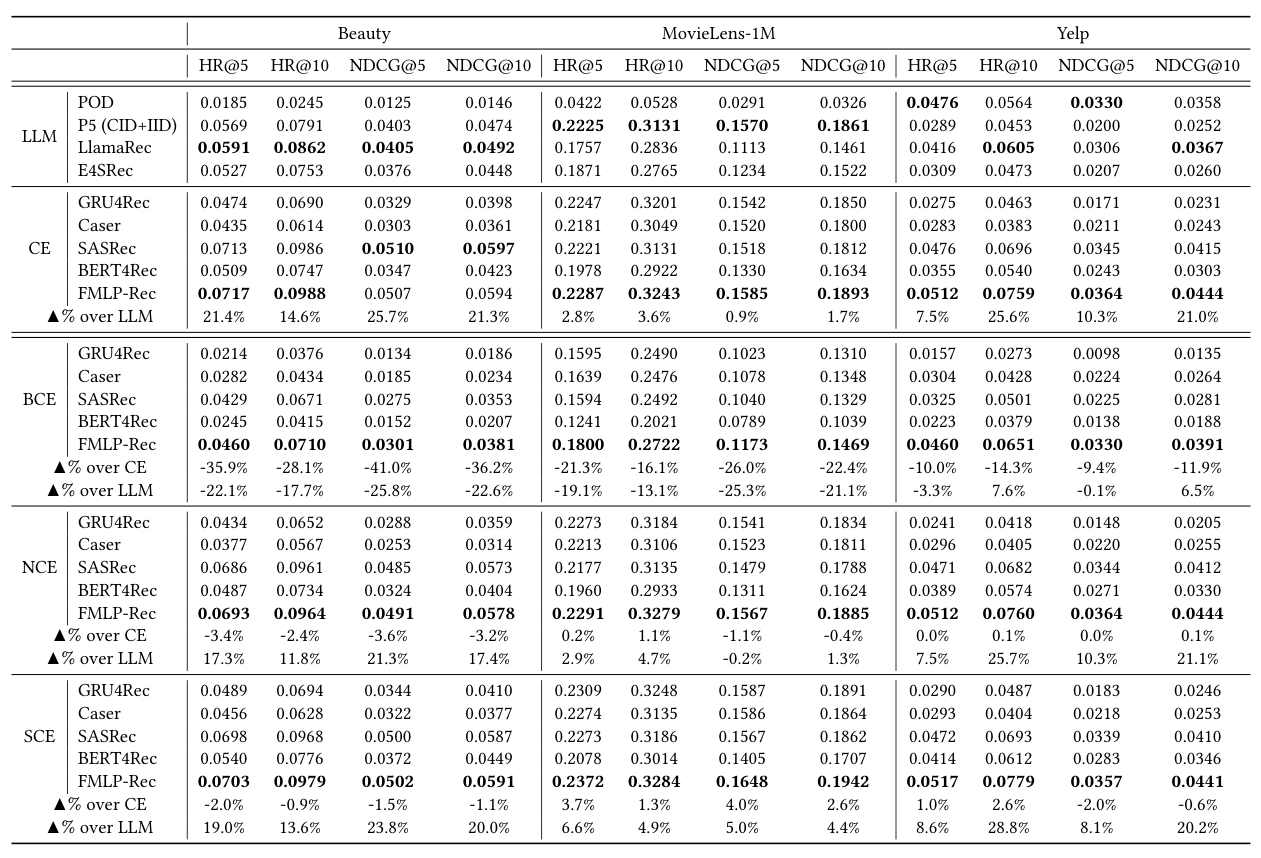 Beauty MovieLens-1M Yelp
HR@5 HR@10 NDCG@5 NDCG@10 HR@5 HR@10 NDCG@5 NDCG@10 HR@5 HR@10 NDCG@5 NDCG@10
POD 0.0185 0.0245 0.0125 0.0146 0.0422 0.0528 0.0291 0.0326 0.0476 0.0564 0.0330 0.0358
P5 (CID+IID) 0.0569 0.0791 0.0403 0.0474 0.2225 0.3131 0.1570 0.1861 0.0289 0.0453 0.0200 0.0252
LLM
LlamaRec 0.0591 0.0862 0.0405 0.0492 0.1757 0.2836 0.1113 0.1461 0.0416 0.0605 0.0306 0.0367
E4SRec 0.0527 0.0753 0.0376 0.0448 0.1871 0.2765 0.1234 0.1522 0.0309 0.0473 0.0207 0.0260
GRU4Rec 0.0474 0.0690 0.0329 0.0398 0.2247 0.3201 0.1542 0.1850 0.0275 0.0463 0.0171 0.0231
Caser 0.0435 0.0614 0.0303 0.0361 0.2181 0.3049 0.1520 0.1800 0.0283 0.0383 0.0211 0.0243
CE SASRec 0.0713 0.0986 0.0510 0.0597 0.2221 0.3131 0.1518 0.1812 0.0476 0.0696 0.0345 0.0415
BERT4Rec 0.0509 0.0747 0.0347 0.0423 0.1978 0.2922 0.1330 0.1634 0.0355 0.0540 0.0243 0.0303
FMLP-Rec 0.0717 0.0988 0.0507 0.0594 0.2287 0.3243 0.1585 0.1893 0.0512 0.0759 0.0364 0.0444
▲% over LLM 21.4% 14.6% 25.7% 21.3% 2.8% 3.6% 0.9% 1.7% 7.5% 25.6% 10.3% 21.0%
GRU4Rec 0.0214 0.0376 0.0134 0.0186 0.1595 0.2490 0.1023 0.1310 0.0157 0.0273 0.0098 0.0135
Caser 0.0282 0.0434 0.0185 0.0234 0.1639 0.2476 0.1078 0.1348 0.0304 0.0428 0.0224 0.0264
BCE SASRec 0.0429 0.0671 0.0275 0.0353 0.1594 0.2492 0.1040 0.1329 0.0325 0.0501 0.0225 0.0281
BERT4Rec 0.0245 0.0415 0.0152 0.0207 0.1241 0.2021 0.0789 0.1039 0.0223 0.0379 0.0138 0.0188
FMLP-Rec 0.0460 0.0710 0.0301 0.0381 0.1800 0.2722 0.1173 0.1469 0.0460 0.0651 0.0330 0.0391
▲% over CE -35.9% -28.1% -41.0% -36.2% -21.3% -16.1% -26.0% -22.4% -10.0% -14.3% -9.4% -11.9%
▲% over LLM -22.1% -17.7% -25.8% -22.6% -19.1% -13.1% -25.3% -21.1% -3.3% 7.6% -0.1% 6.5%
GRU4Rec 0.0434 0.0652 0.0288 0.0359 0.2273 0.3184 0.1541 0.1834 0.0241 0.0418 0.0148 0.0205
Caser 0.0377 0.0567 0.0253 0.0314 0.2213 0.3106 0.1523 0.1811 0.0296 0.0405 0.0220 0.0255
NCE SASRec 0.0686 0.0961 0.0485 0.0573 0.2177 0.3135 0.1479 0.1788 0.0471 0.0682 0.0344 0.0412
BERT4Rec 0.0487 0.0734 0.0324 0.0404 0.1960 0.2933 0.1311 0.1624 0.0389 0.0574 0.0271 0.0330
FMLP-Rec 0.0693 0.0964 0.0491 0.0578 0.2291 0.3279 0.1567 0.1885 0.0512 0.0760 0.0364 0.0444
▲% over CE -3.4% -2.4% -3.6% -3.2% 0.2% 1.1% -1.1% -0.4% 0.0% 0.1% 0.0% 0.1%
▲% over LLM 17.3% 11.8% 21.3% 17.4% 2.9% 4.7% -0.2% 1.3% 7.5% 25.7% 10.3% 21.1%
GRU4Rec 0.0489 0.0694 0.0344 0.0410 0.2309 0.3248 0.1587 0.1891 0.0290 0.0487 0.0183 0.0246
Caser 0.0456 0.0628 0.0322 0.0377 0.2274 0.3135 0.1586 0.1864 0.0293 0.0404 0.0218 0.0253
SCE SASRec 0.0698 0.0968 0.0500 0.0587 0.2273 0.3186 0.1567 0.1862 0.0472 0.0693 0.0339 0.0410
BERT4Rec 0.0540 0.0776 0.0372 0.0449 0.2078 0.3014 0.1405 0.1707 0.0414 0.0612 0.0283 0.0346
FMLP-Rec 0.0703 0.0979 0.0502 0.0591 0.2372 0.3284 0.1648 0.1942 0.0517 0.0779 0.0357 0.0441
▲% over CE -2.0% -0.9% -1.5% -1.1% 3.7% 1.3% 4.0% 2.6% 1.0% 2.6% -2.0% -0.6%
▲% over LLM 19.0% 13.6% 23.8% 20.0% 6.6% 4.9% 5.0% 4.4% 8.6% 28.8% 8.1% 20.2%